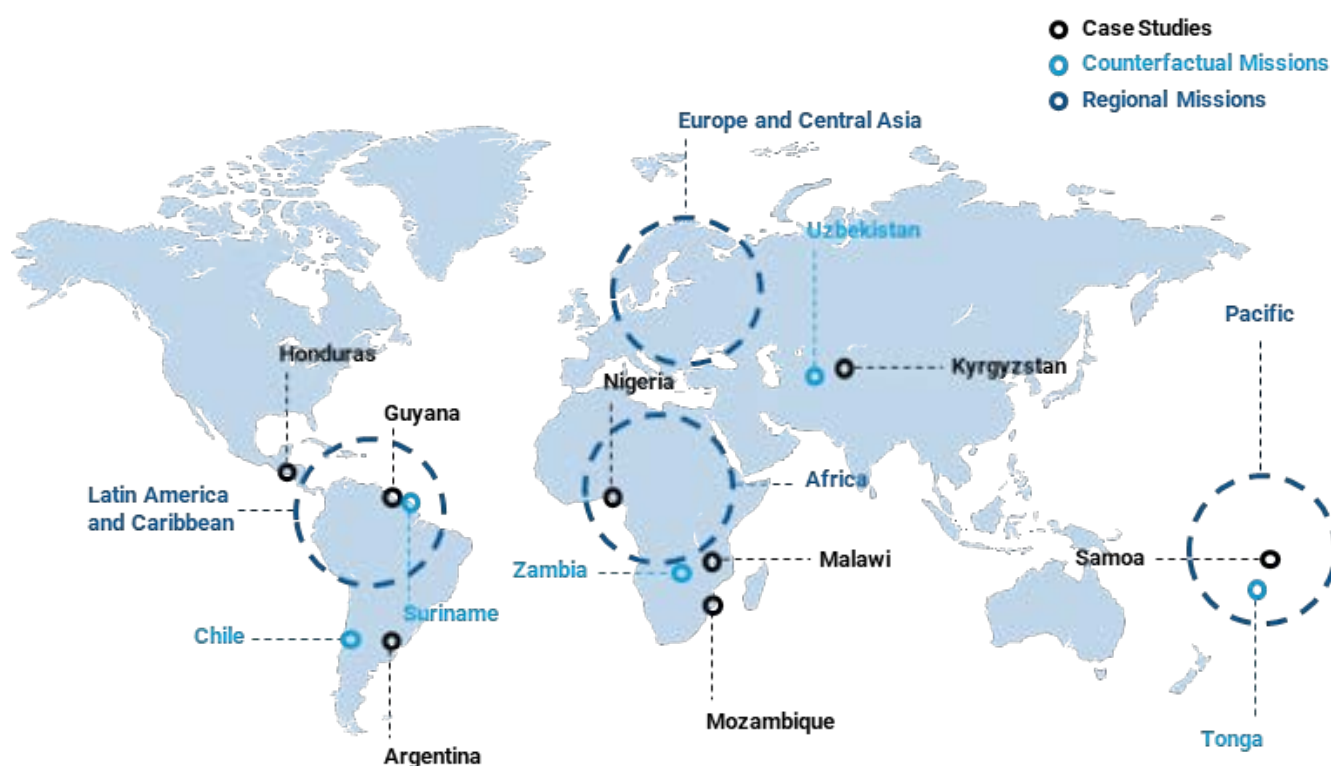 Case Studies
Counterfactual Missions
Regional Missions
Europe and Central Asia
Uzbekistan
Pacific
Honduras
Nigeria
Kyrgyzstan
Guyana
Africa
Latin America
and Caribbean
Malawi
Samoa
Zambia
Suriname
Chile
Mozambique
Tonga
Argentina